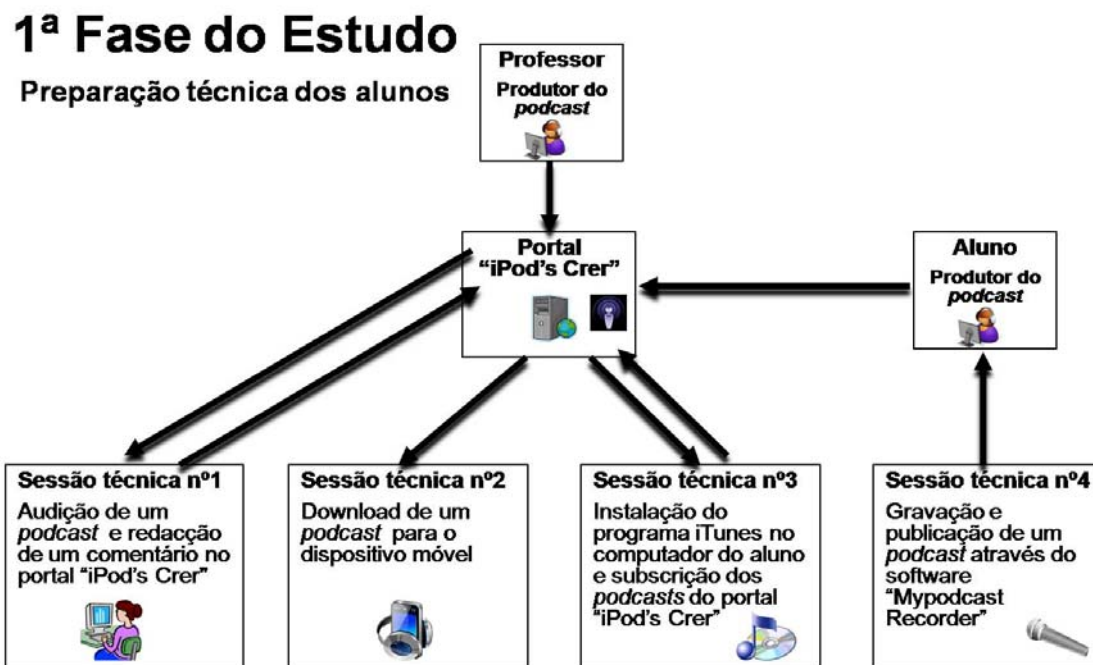 1ª Fase do Estudo
Preparação técnica dos alunos
Professor
Produtor do
podcast
Portal
“iPod’s Crer”
Aluno
Produtor do
podcast
Sessão técnica nº1
Audição de um
podcast e redacção
de um comentário no
portal “iPod’s Crer”
Sessão técnica nº2
Download de um
podcast para o
dispositivo móvel
Sessão técnica nº3
Instalação do
programa iTunes no
computador do aluno
e subscrição dos
podcasts do portal
“iPod’s Crer”
Sessão técnica nº4
Gravação e
publicação de um
podcast através do
software
“Mypodcast
Recorder”